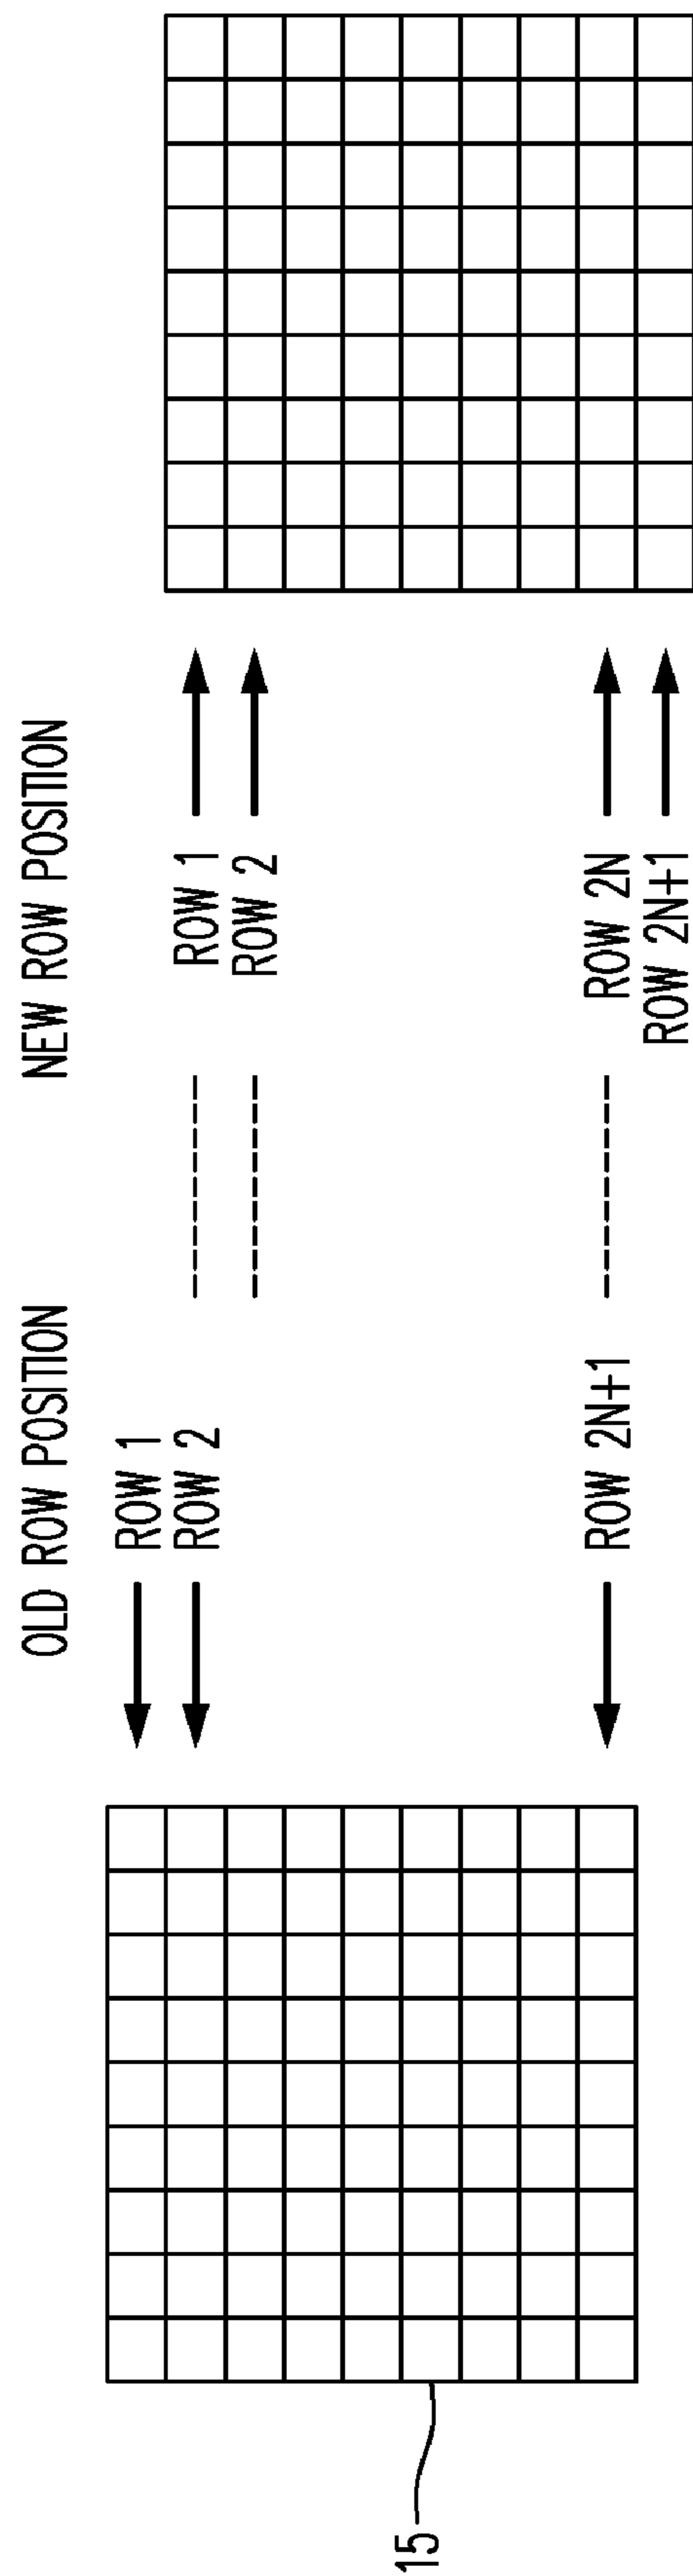 OLD ROW POSITION
ROW 1
ROW 2
ROW 2N+1
NEW ROW POSITION
ROW 1
ROW 2
ROW 2N
ROW 2N+1
15